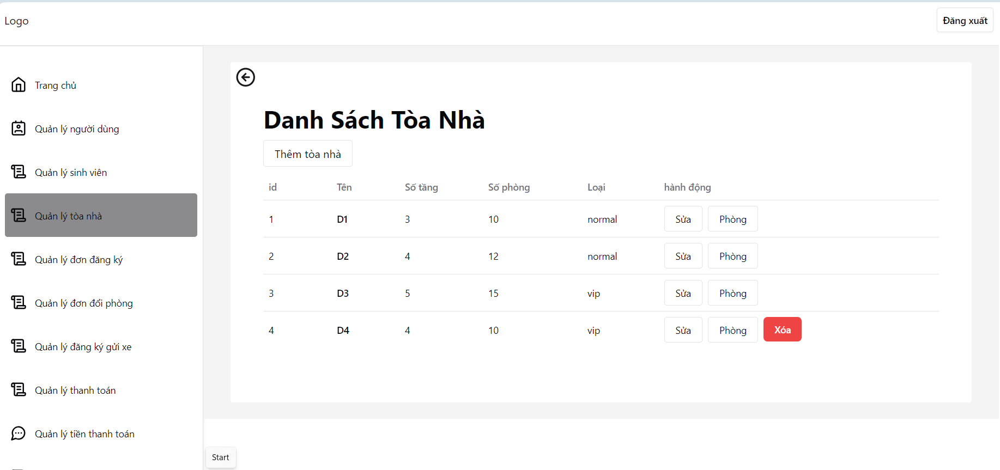 Logo
Đăng xuất
Trang chủ
Quản lý người dùng
Quản lý sinh viên
Quản lý tòa nhà
Quản lý đơn đăng ký
Quản lý đơn đổi phòng
Quản lý đăng ký gửi xe
Quản lý thanh toán
Quản lý tiền thanh toán
Danh Sách Tòa Nhà
Thêm tòa nhà
id Tên Số tầng Số phòng Loại hành động
1 D1 3 10 normal Sửa Phòng
2 D2 4 12 normal Sửa Phòng
3 D3 5 15 vip Sửa Phòng
4 D4 4 10 vip Sửa Phòng Xóa
Start